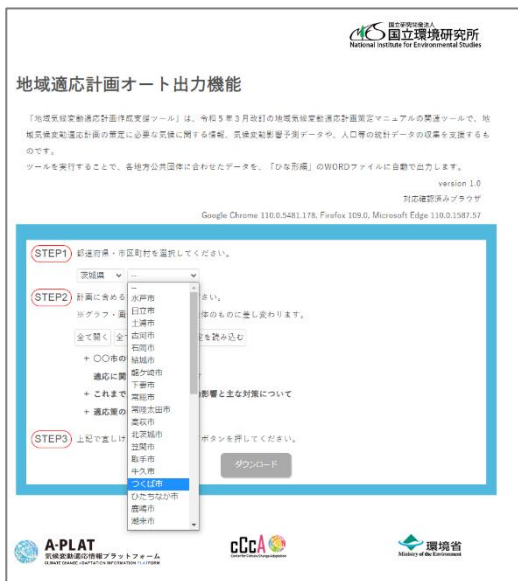 国立研究開発法人
国立環境研究所
National Institute for Environmental Studies
地域適応計画オート出力機能
「地域気候変動適応計画作成支援ツール」は、令和5年3月改訂の地域気候変動適応計画策定マニュアルの関連ツールで、地
域気候変動適応計画の策定に必要な気候に関する情報、気候変動影響予測データや、人口等の統計データの収集を支援するも
のです。
ツールを実行することで、各地方公共団体に合わせたデータを、「ひな形編」のWORDファイルに自動で出力します。
version 1.0
対応確認済みブラウザ
Google Chrome 110.0.5481.178, Firefox 109.0, Microsoft Edge 110.0.1587.57
STEP1 都道府県・市区町村を選択してください。
茨城県 --
--
水戸市
日立市
土浦市
古河市
石岡市
結城市
龍ケ崎市
下妻市
常総市
常陸太田市
高萩市
北茨城市
笠間市
取手市
牛久市
つくば市
ひたちなか市
鹿嶋市
潮来市
STEP2 計画に含める さい。
※グラフ・画 体のものに差し変わります。
全て開く 全 定を読み込む
+ 〇〇市の
適応に関
+ これまで 影響と主な対策について
+ 適応策の
STEP3 上記で宜しけ ボタンを押してください。
ダウンロード
A-PLAT
気候変動適応情報プラットフォーム
CLIMATE CHANGE ADAPTATION INFORMATION PLATFORM
CCCA
Center for Climate Change Adaptation
環境省
Ministry of the Environment